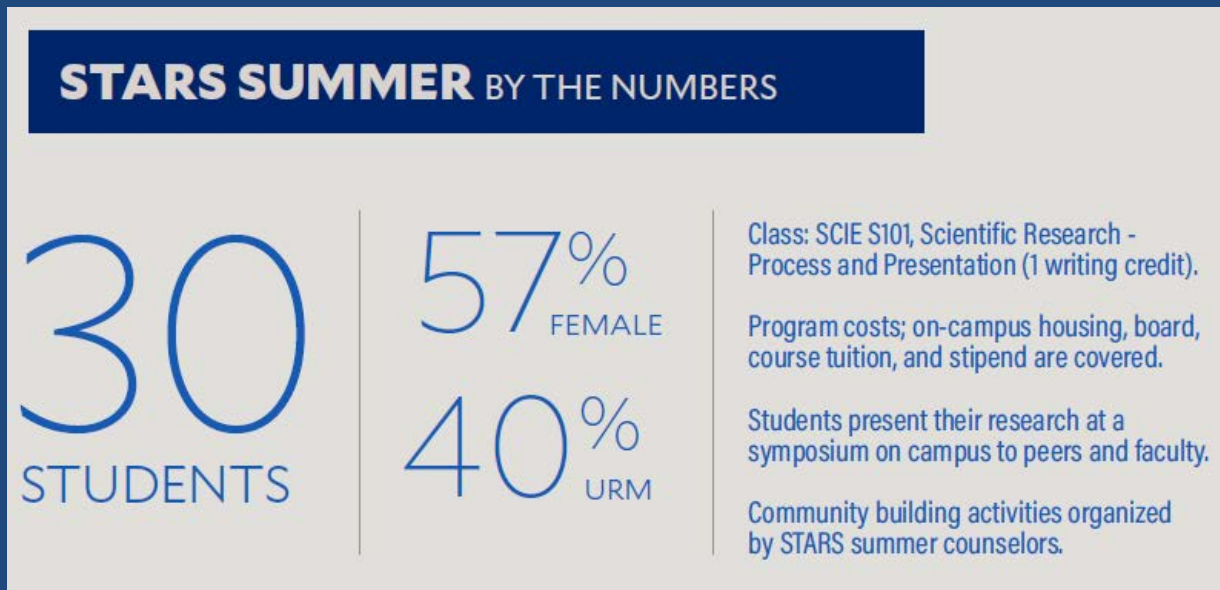 STARS SUMMER BY THE NUMBERS
30
STUDENTS
57%
FEMALE
40%
URM
Class: SCIE S101, Scientific Research -
Process and Presentation (1 writing credit).
Program costs; on-campus housing, board,
course tuition, and stipend are covered.
Students present their research at a
symposium on campus to peers and faculty.
Community building activities organized
by STARS summer counselors.